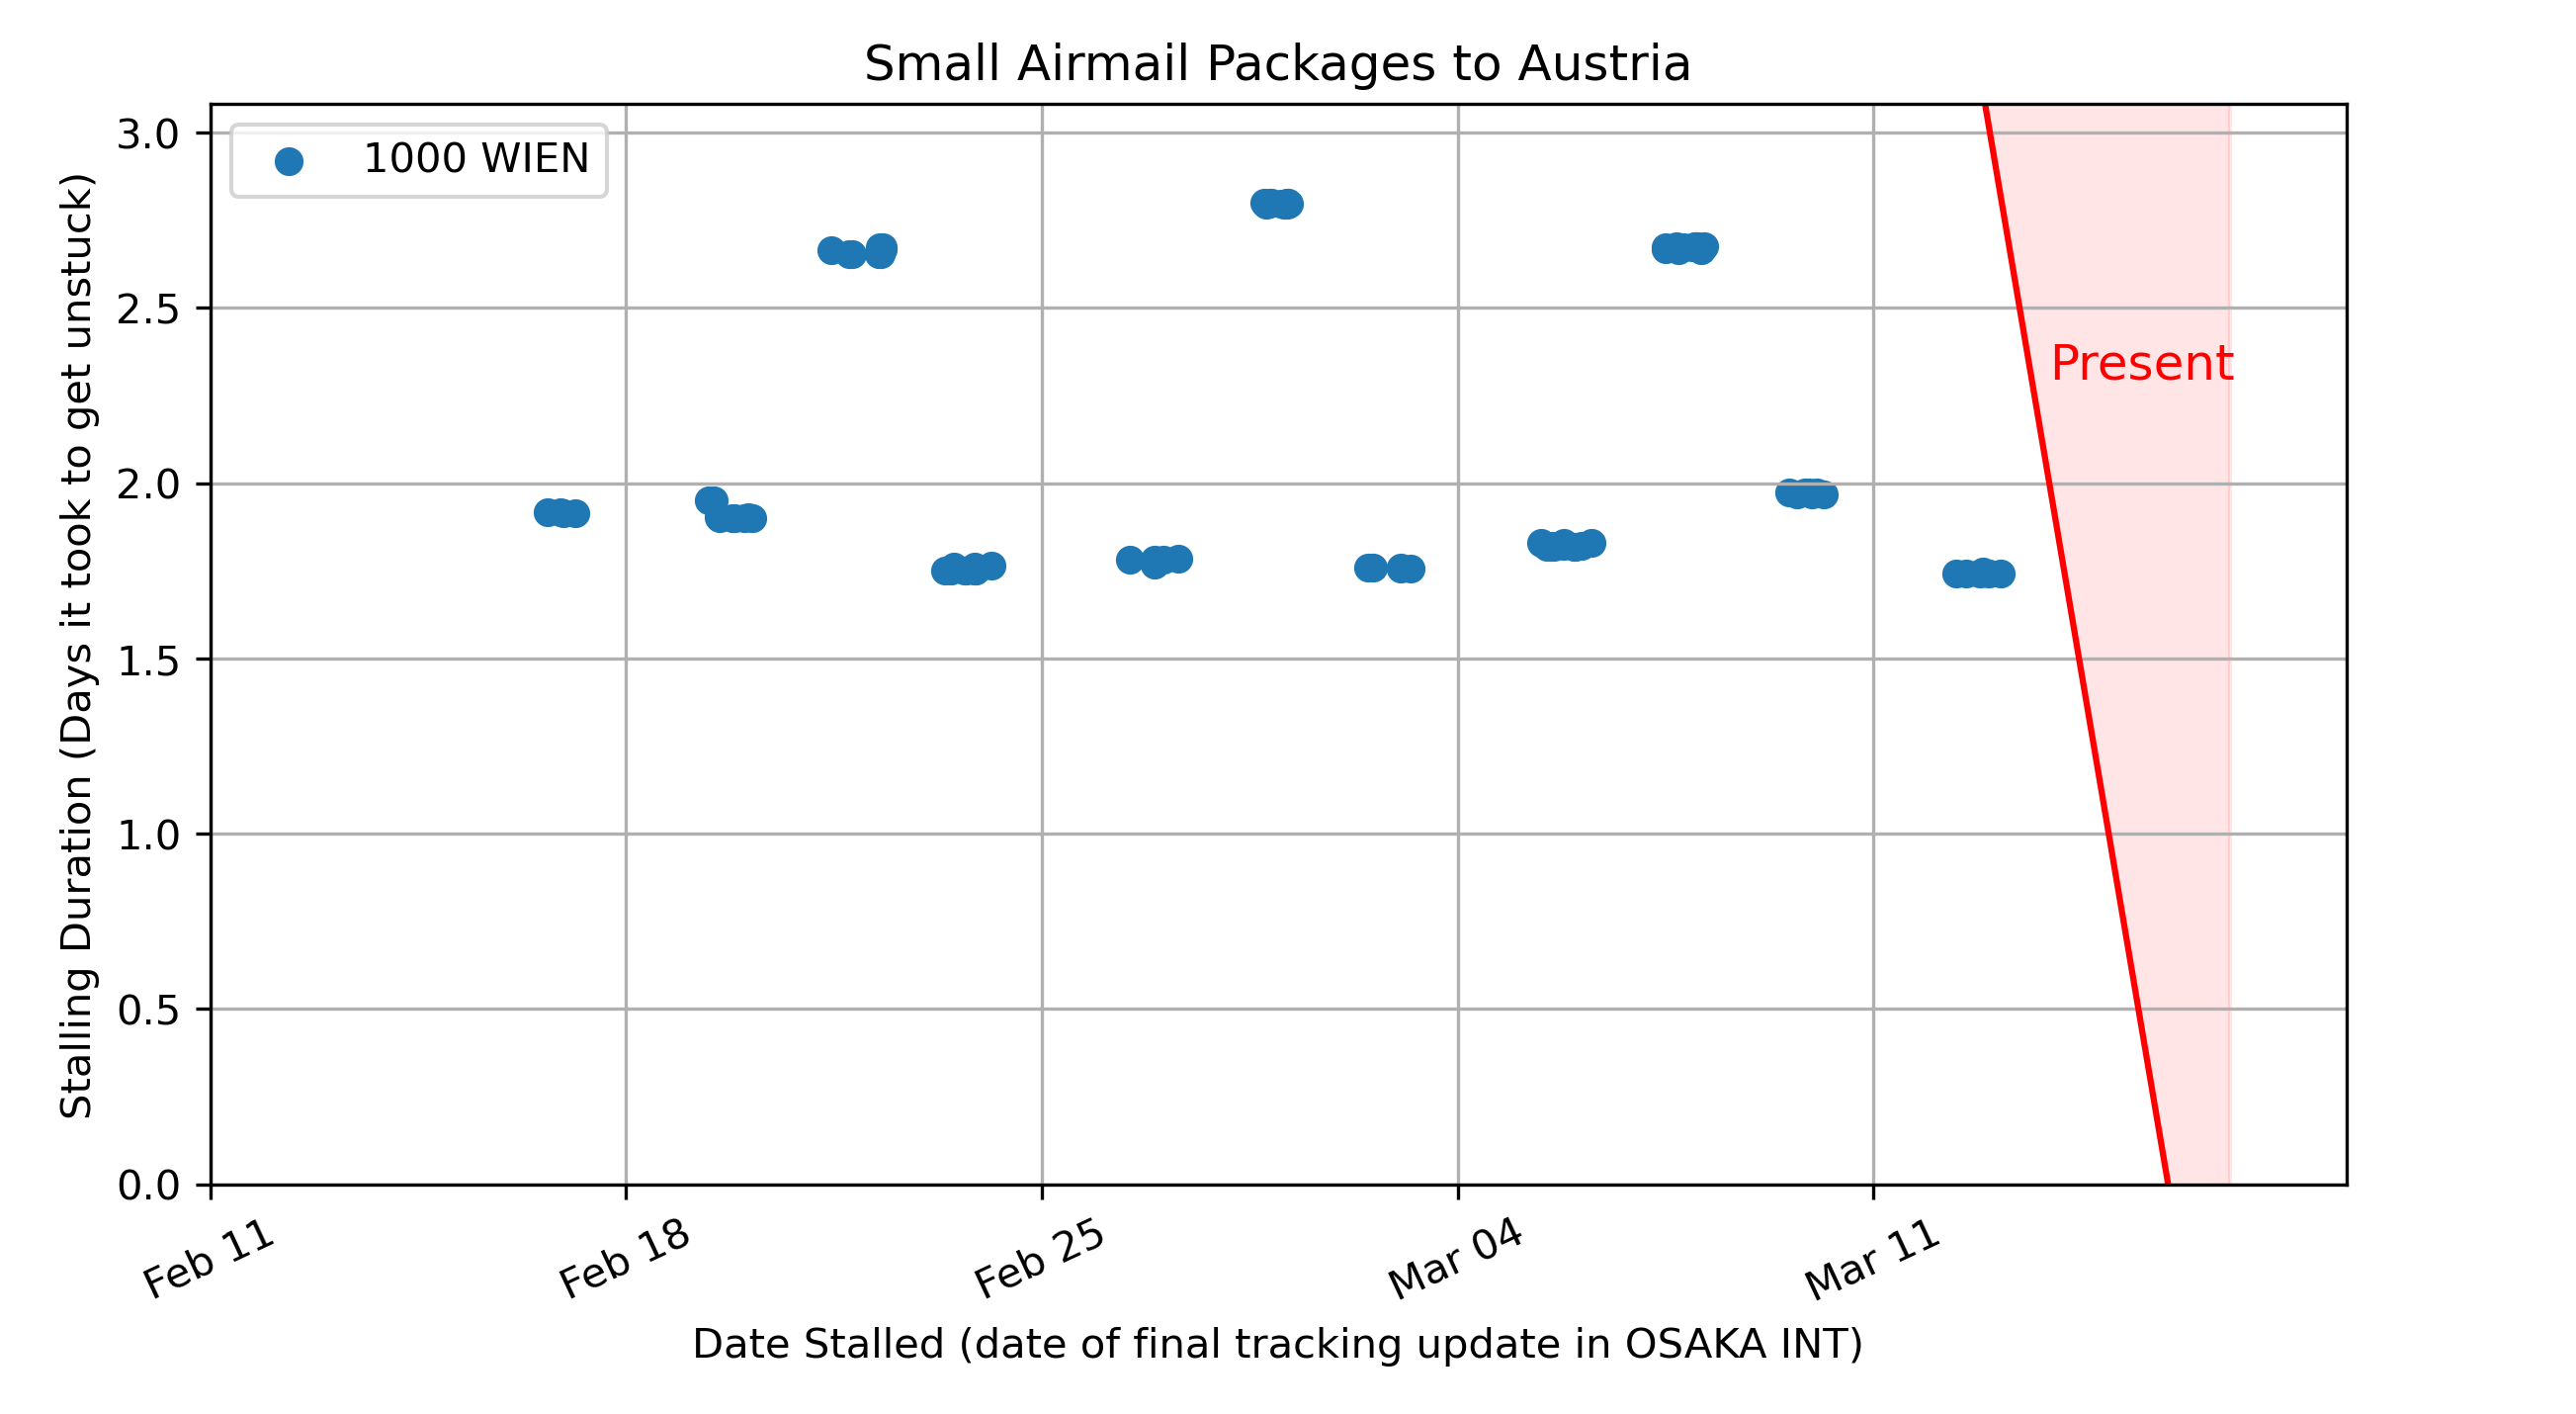 Small Airmail Packages to Austria
1000 WIEN
Stalling Duration (Days it took to get unstuck)
3.0
2.5
2.0
1.5
1.0
0.5
0.0
Present
Feb 11
Feb 18
Feb 25
Mar 04
Mar 11
Date Stalled (date of final tracking update in OSAKA INT)